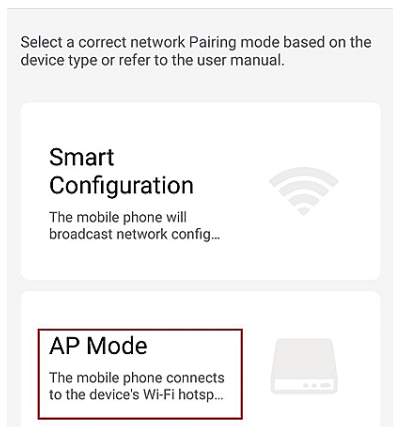 Select a correct network Pairing mode based on the
device type or refer to the user manual.
Smart
Configuration
The mobile phone will
broadcast network config...
AP Mode
The mobile phone connects
to the device's Wi-Fi hotsp...